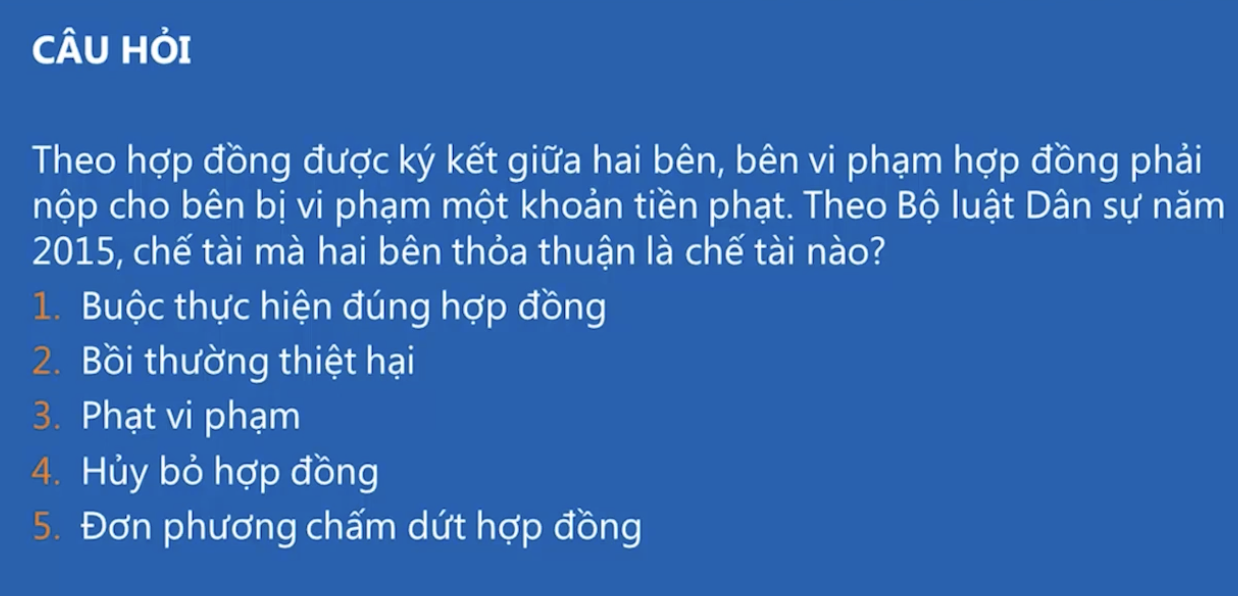 CÂU HỎI
Theo hợp đồng được ký kết giữa hai bên, bên vi phạm hợp đồng phải
nộp cho bên bị vi phạm một khoản tiền phạt. Theo Bộ luật Dân sự năm
2015, chế tài mà hai bên thỏa thuận là chế tài nào?
1. Buộc thực hiện đúng hợp đồng
2. Bồi thường thiệt hại
3. Phạt vi phạm
4. Hủy bỏ hợp đồng
5. Đơn phương chấm dứt hợp đồng